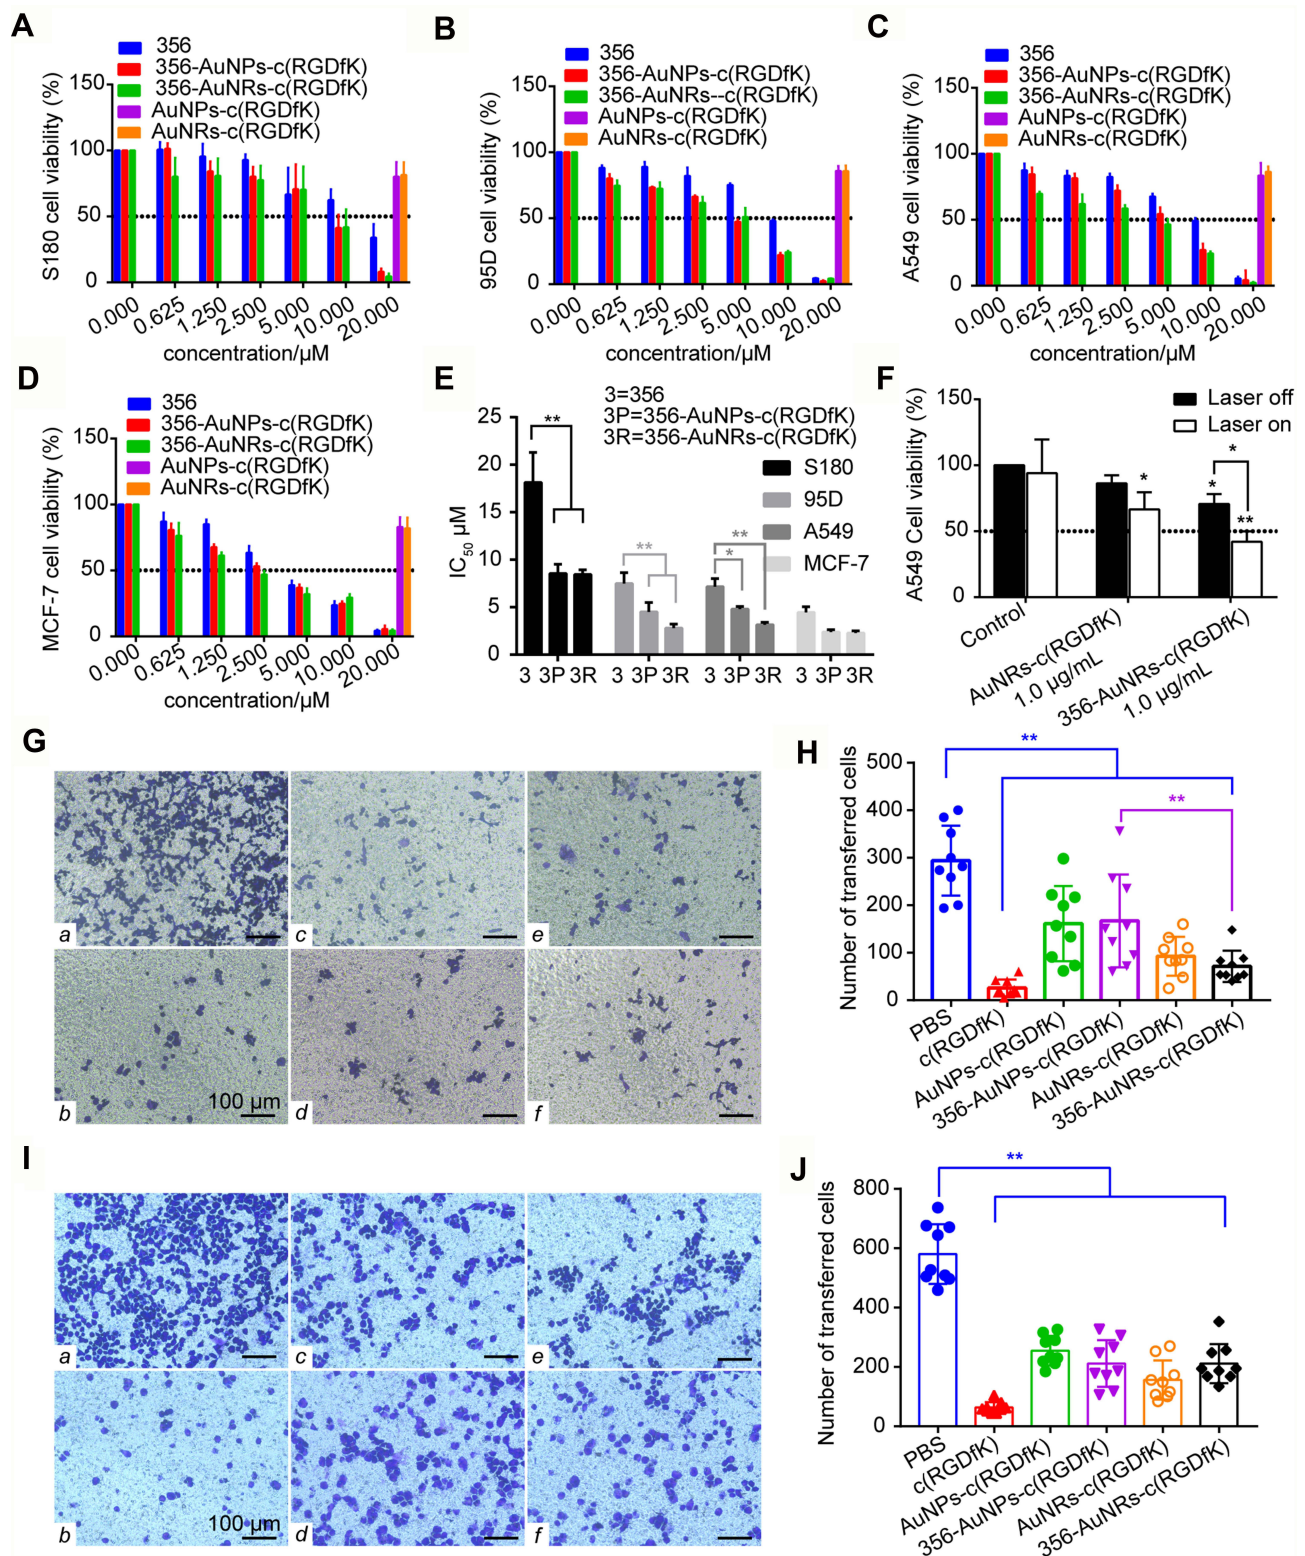 A
356
356-AuNPs-c(RGDfK)
356-AuNRs-c(RGDfK)
AuNPs-c(RGDfK)
AuNRs-c(RGDfK)
S180 cell viability (%)
150
100
50
0
0.000 0.625 1.250 2.500 5.000 10.000 20.000
concentration/µM
B
356
356-AuNPs-c(RGDfK)
356-AuNRs--c(RGDfK)
AuNPs-c(RGDfK)
AuNRs-c(RGDfK)
95D cell viability (%)
150
100
50
0
0.000 0.625 1.250 2.500 5.000 10.000 20.000
concentration/µM
C
356
356-AuNPs-c(RGDfK)
356-AuNRs-c(RGDfK)
AuNPs-c(RGDfK)
AuNRs-c(RGDfK)
A549 cell viability (%)
150
100
50
0
0.000 0.625 1.250 2.500 5.000 10.000 20.000
concentration/µM
D
356
356-AuNPs-c(RGDfK)
356-AuNRs-c(RGDfK)
AuNPs-c(RGDfK)
AuNRs-c(RGDfK)
MCF-7 cell viability (%)
150
100
50
0
0.000 0.625 1.250 2.500 5.000 10.000 20.000
concentration/µM
E
3=356
3P=356-AuNPs-c(RGDfK)
3R=356-AuNRs-c(RGDfK)
S180
95D
A549
MCF-7
IC50 µM
25
20
15
10
5
0
**
**
**
*
3 3P 3R 3 3P 3R 3 3P 3R 3 3P 3R
F
Laser off
Laser on
A549 Cell viability (%)
150
100
50
0
*
*
*
**
Control
AuNRs-c(RGDfK)
1.0 µg/mL
356-AuNRs-c(RGDfK)
1.0 µg/mL
G
a
c
e
b
100 µm
d
f
H
Number of transferred cells
500
400
300
200
100
0
**
**
PBS
c(RGDfK)
AuNPs-c(RGDfK)
356-AuNPs-c(RGDfK)
AuNRs-c(RGDfK)
356-AuNRs-c(RGDfK)
I
a
c
e
b
100 µm
d
f
J
Number of transferred cells
800
600
400
200
0
**
PBS
c(RGDfK)
AuNPs-c(RGDfK)
356-AuNPs-c(RGDfK)
AuNRs-c(RGDfK)
356-AuNRs-c(RGDfK)